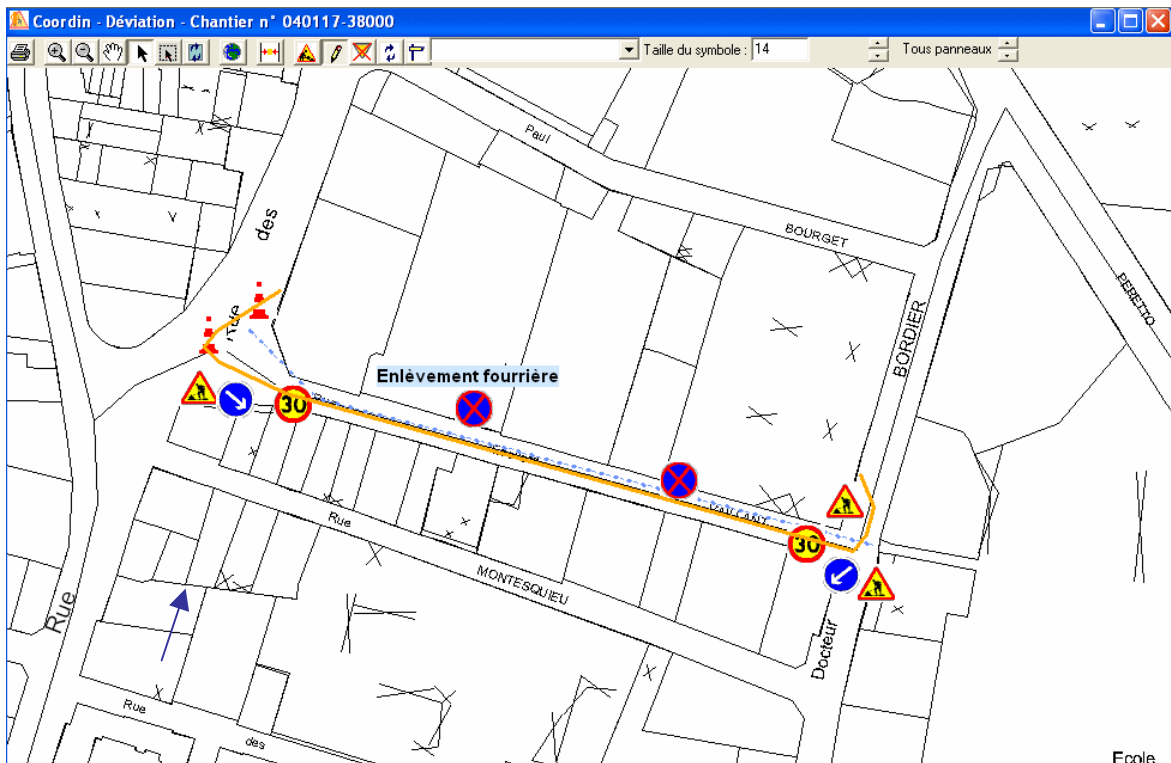 Coordin - Déviation - Chantier n° 040117-38000
Taille du symbole : 14
Tous panneaux
Paul
BOURGET
des
Rue
BORDIER
PERETTO
Enlèvement fourrière
30
VAILLANT
30
Rue
MONTESQUIEU
Docteur
Rue
Rue
des
Ecole